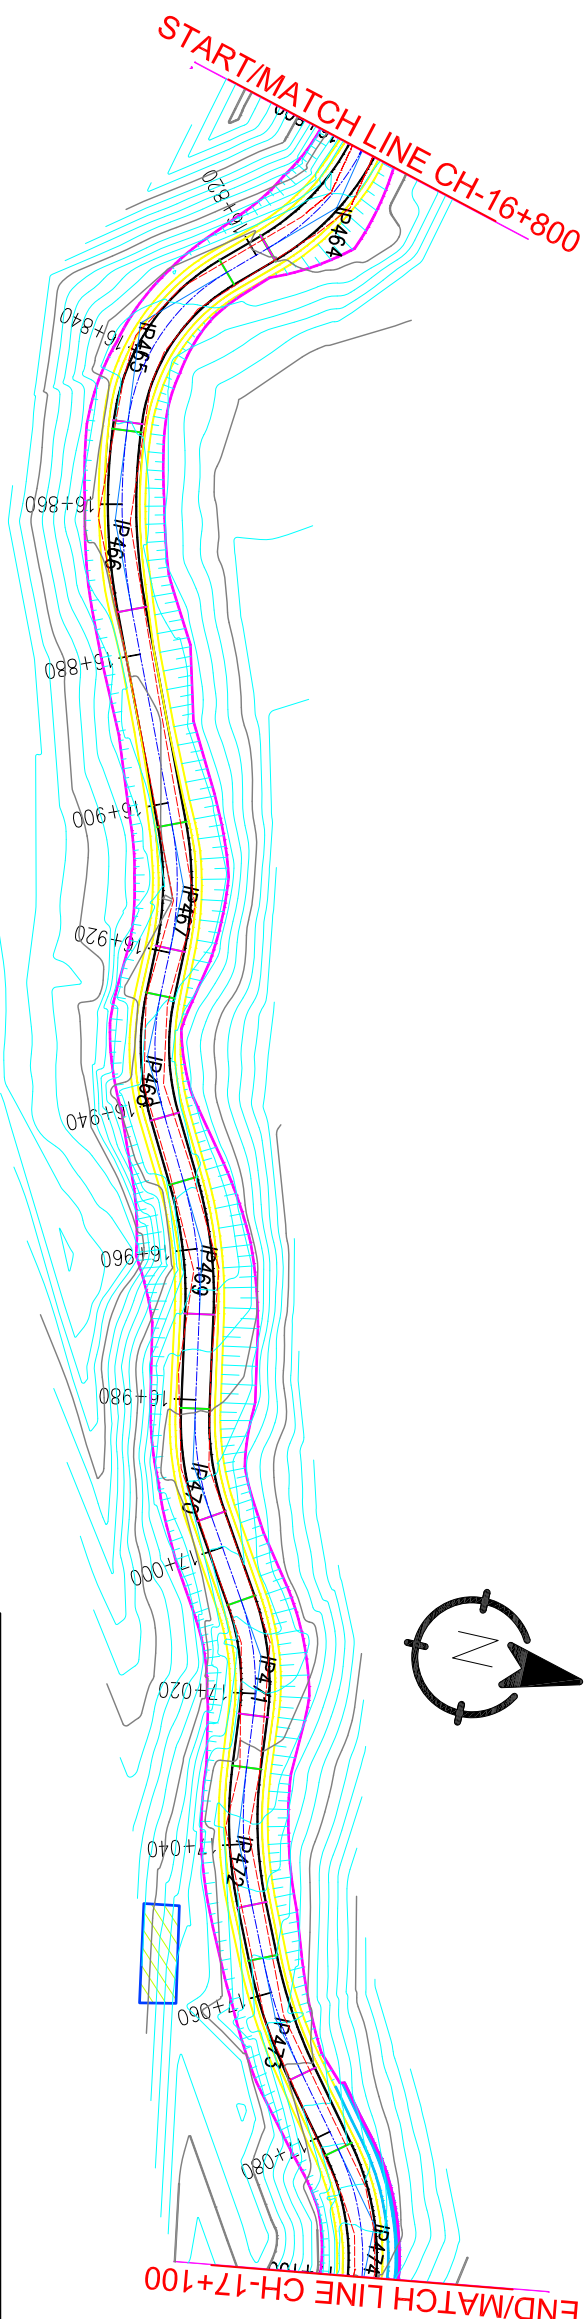 START/MATCH LINE CH-16+800
16+820
IP464
16+840
IP465
16+860
IP466
16+880
16+900
IP467
16+920
IP468
16+940
16+960
IP469
16+980
IP470
17+000
IP471
17+020
N
17+040
IP472
17+060
IP473
17+080
IP474
END/MATCH LINE CH-17+100